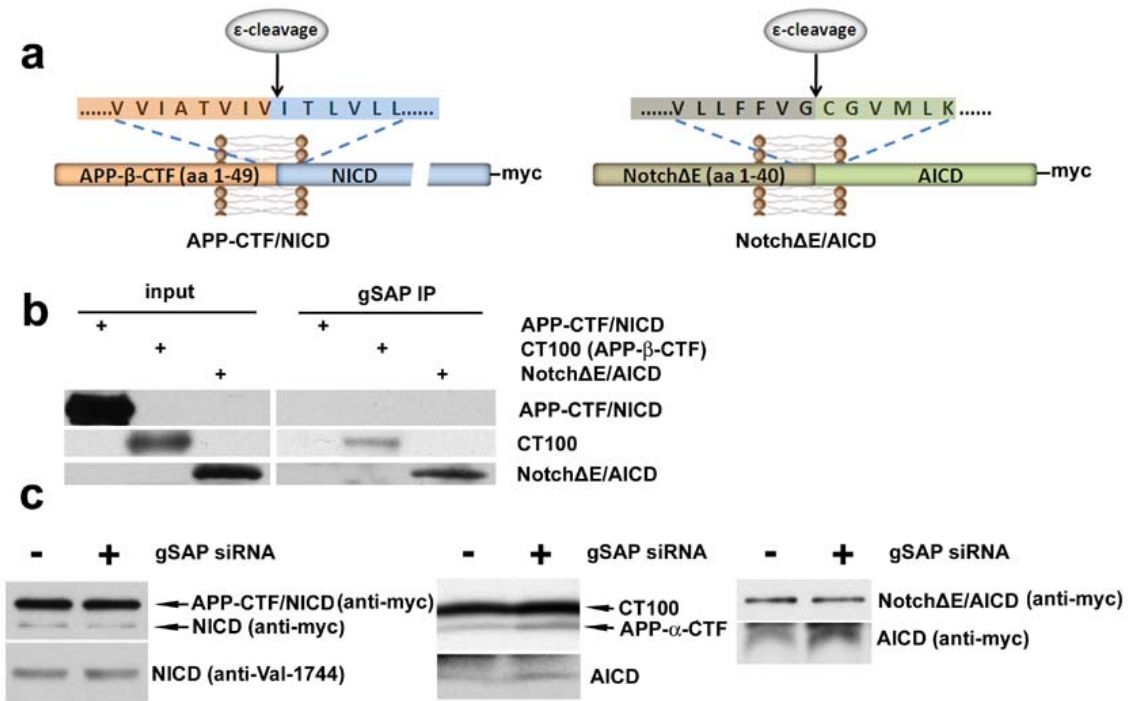 a
ε-cleavage
......V V I A T V I V I T L V L L......
APP-β-CTF (aa 1-49)
NICD
–myc
APP-CTF/NICD
ε-cleavage
......V L L F F V G C G V M L K......
NotchΔE (aa 1-40)
AICD
–myc
NotchΔE/AICD
b
input
gSAP IP
+ + APP-CTF/NICD
+ + CT100 (APP-β-CTF)
+ + NotchΔE/AICD
APP-CTF/NICD
CT100
NotchΔE/AICD
c
- + gSAP siRNA
APP-CTF/NICD (anti-myc)
NICD (anti-myc)
NICD (anti-Val-1744)
- + gSAP siRNA
CT100
APP-α-CTF
AICD
- + gSAP siRNA
NotchΔE/AICD (anti-myc)
AICD (anti-myc)